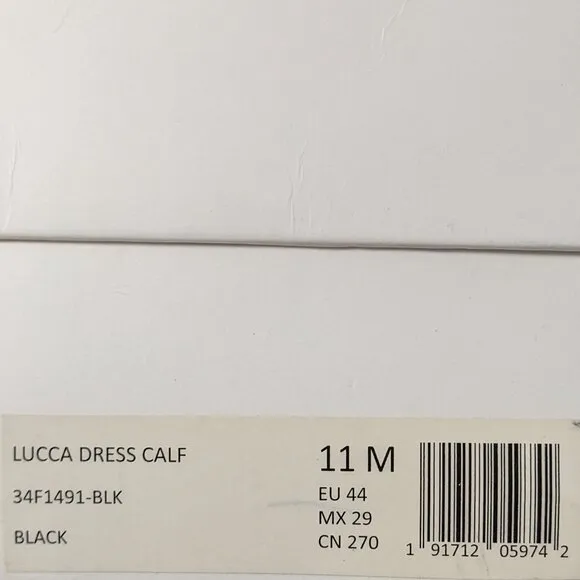 LUCCA DRESS CALF
34F1491-BLK
BLACK
11 M
EU 44
MX 29
CN 270
1 91712 05974 2